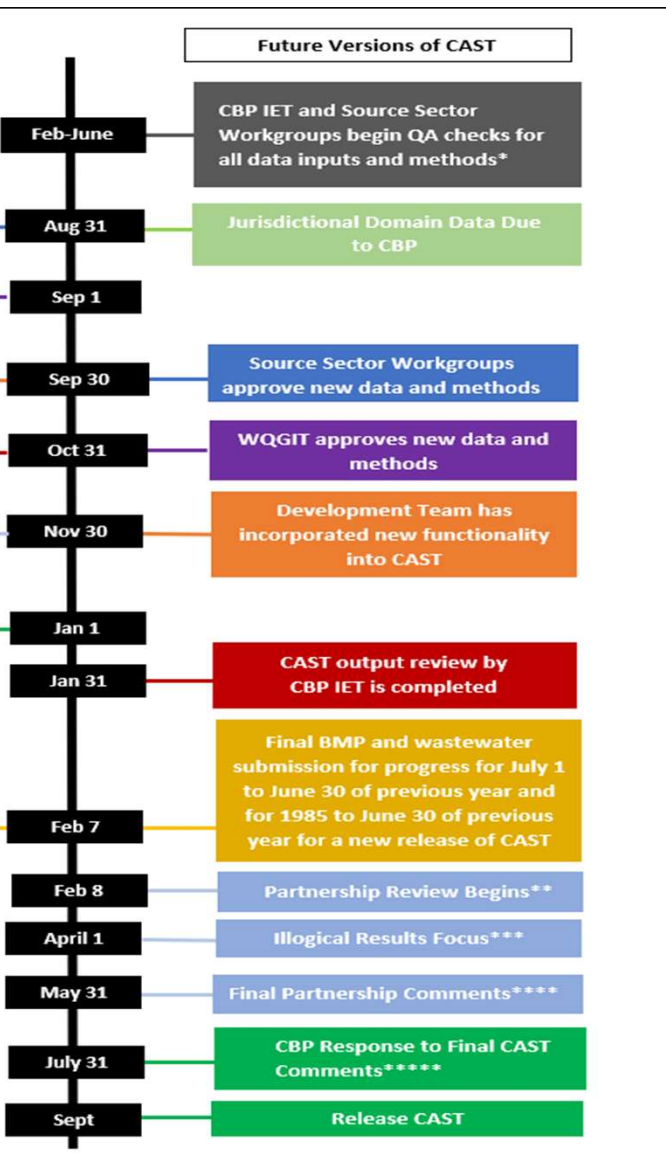 Future Versions of CAST
Feb-June
CBP IET and Source Sector
Workgroups begin QA checks for
all data inputs and methods*
Aug 31
Jurisdictional Domain Data Due
to CBP
Sep 1
Sep 30
Source Sector Workgroups
approve new data and methods
Oct 31
WQGIT approves new data and
methods
Nov 30
Development Team has
incorporated new functionality
into CAST
Jan 1
Jan 31
CAST output review by
CBP IET is completed
Feb 7
Final BMP and wastewater
submission for progress for July 1
to June 30 of previous year and
for 1985 to June 30 of previous
year for a new release of CAST
Feb 8
Partnership Review Begins**
April 1
Illogical Results Focus***
May 31
Final Partnership Comments****
July 31
CBP Response to Final CAST
Comments*****
Sept
Release CAST